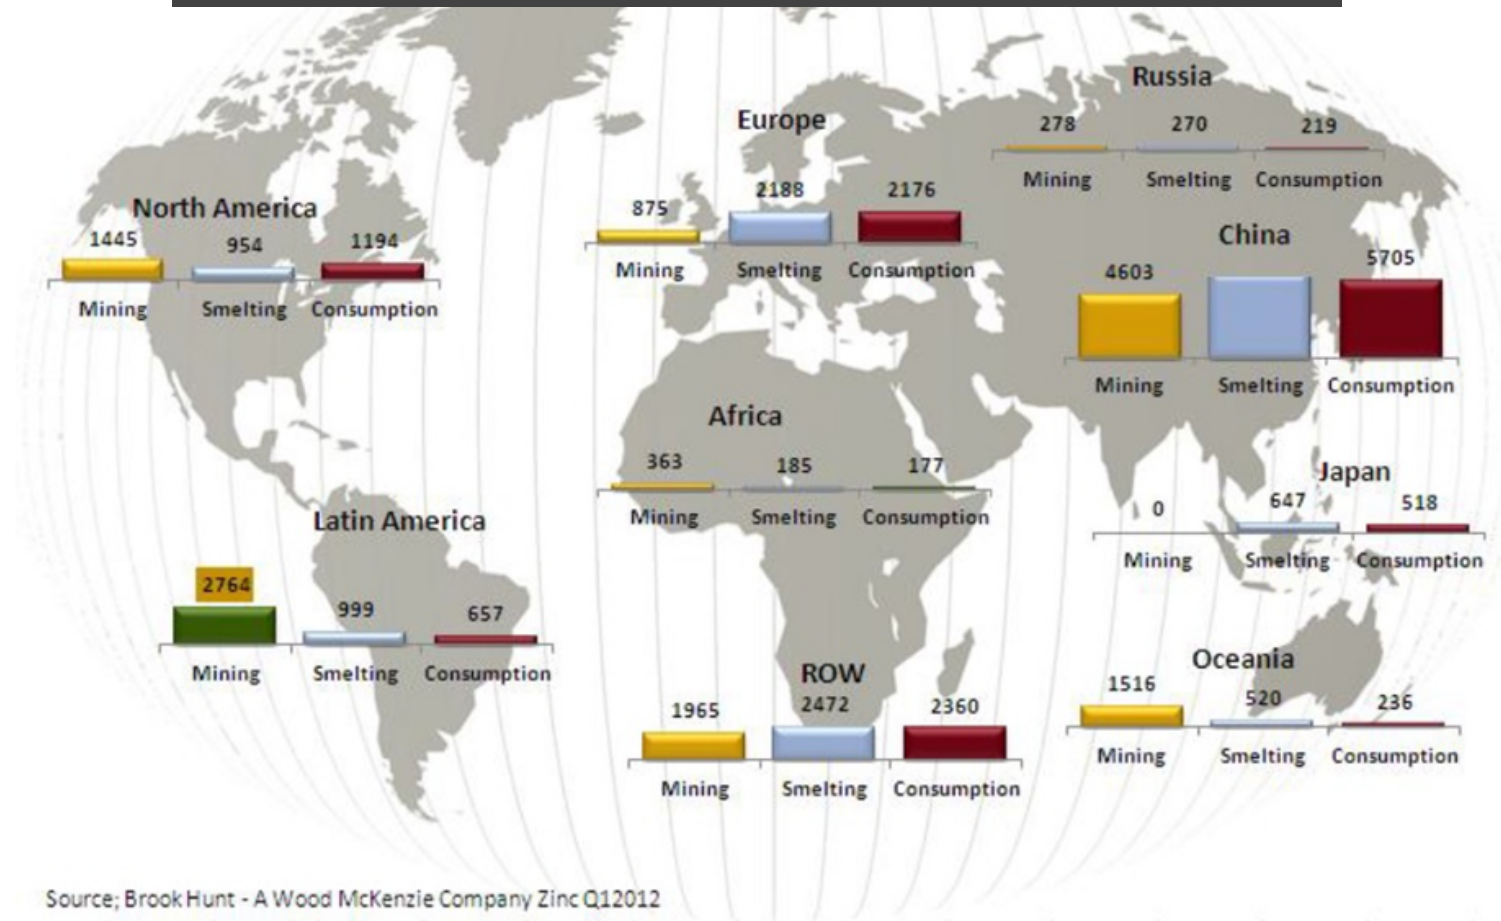 Russia
278 270 219
Mining Smelting Consumption
Europe
875 2188 2176
Mining Smelting Consumption
North America
1445 954 1194
Mining Smelting Consumption
China
4603 5705
Mining Smelting Consumption
Africa
363 185 177
Mining Smelting Consumption
Japan
0 647 518
Mining Smelting Consumption
Latin America
2764 999 657
Mining Smelting Consumption
ROW
1965 2472 2360
Mining Smelting Consumption
Oceania
1516 520 236
Mining Smelting Consumption
Source; Brook Hunt - A Wood McKenzie Company Zinc Q12012